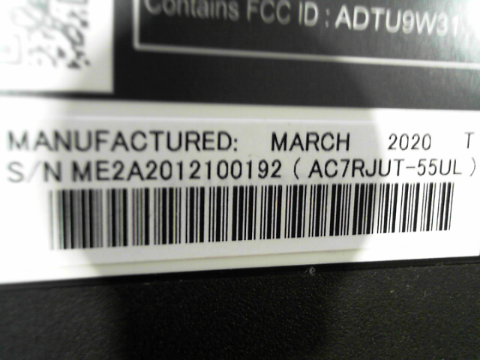 Contains FCC ID : ADTU9W31
MANUFACTURED: MARCH 2020 T
S/N ME2A2012100192 ( AC7RJUT-55UL )